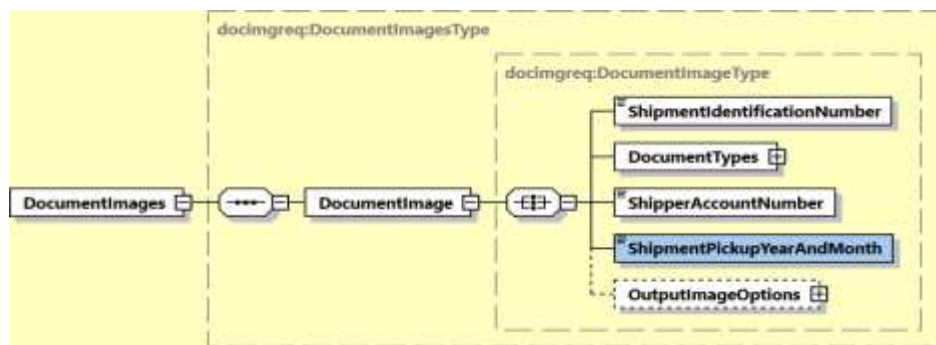 docimgreq:DocumentImagesType
docimgreq:DocumentImageType
ShipmentIdentificationNumber
DocumentTypes
DocumentImages
DocumentImage
ShipperAccountNumber
ShipmentPickupYearAndMonth
OutputImageOptions